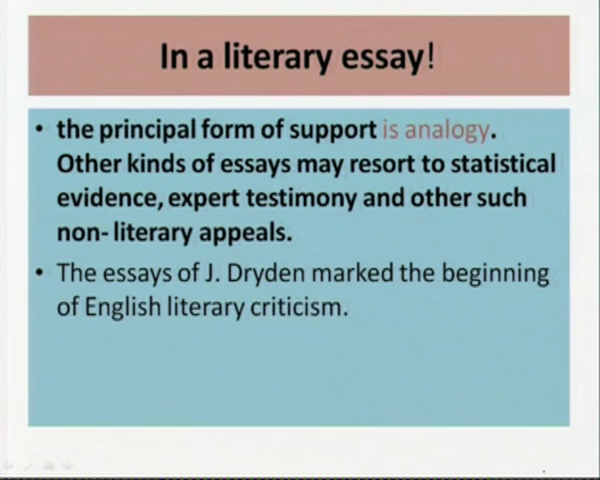 In a literary essay!
• the principal form of support is analogy.
Other kinds of essays may resort to statistical
evidence, expert testimony and other such
non- literary appeals.
• The essays of J. Dryden marked the beginning
of English literary criticism.